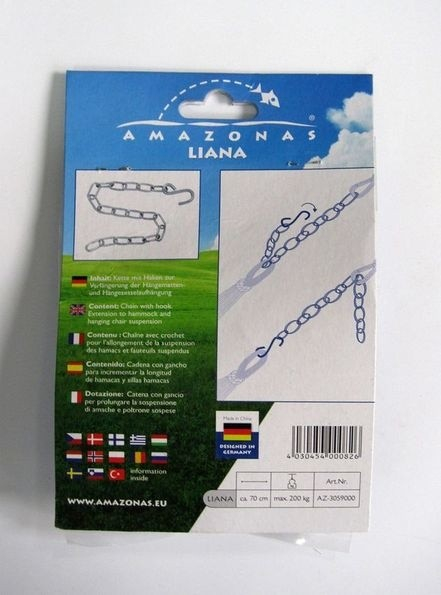 AMAZONAS
®
LIANA
Inhalt: Kette mit Haken zur
Verlängerung der Hängematten-
und Hängesesselaufhängung
Content: Chain with hook.
Extension to hammock and
hanging chair suspension
Contenu: Chaîne avec crochet
pour l'allongement de la suspension
des hamacs et fauteuils suspendus
Contenido: Cadena con gancho
para incrementar la longitud
de hamacas y sillas hamacas
Dotazione: Catena con gancio
per prolungare la sospensione
di amache e poltrone sospese
information
inside
WWW.AMAZONAS.EU
Made in China
DESIGNED IN
GERMANY
4 030454 000826
LIANA
ca. 70 cm
max. 200 kg
Art.Nr.
AZ-3059000